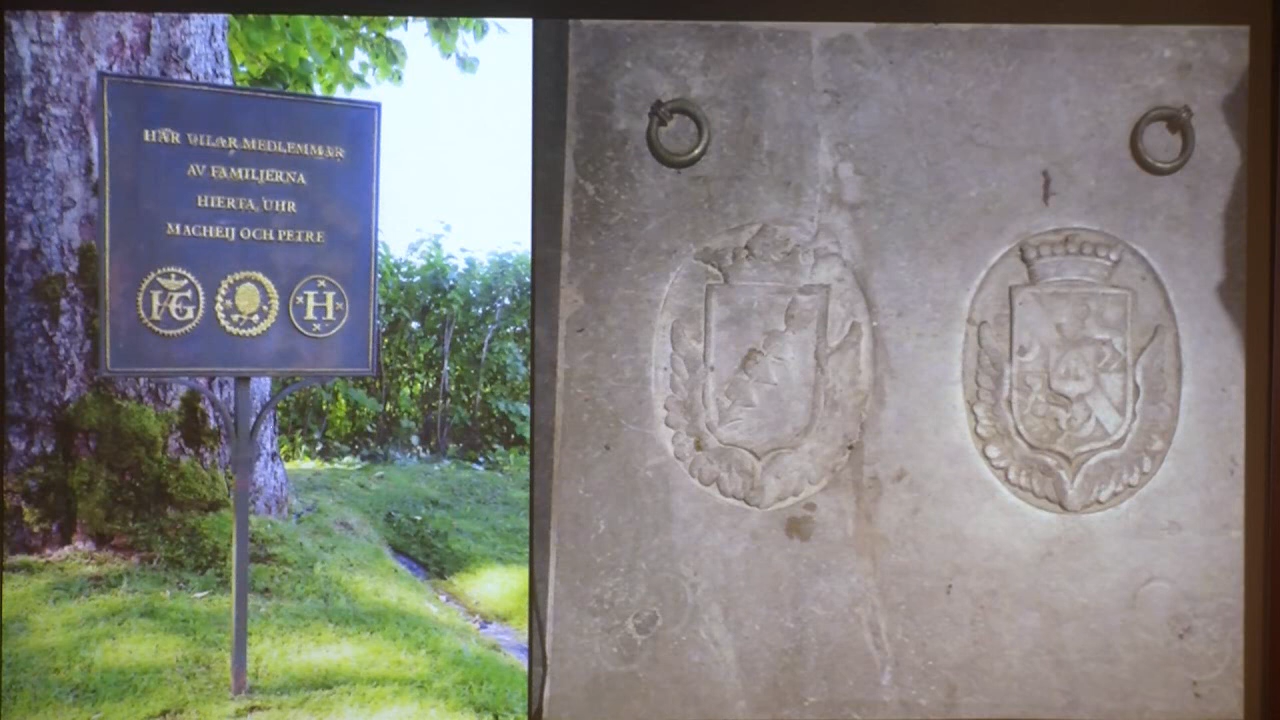 HÄR VILAR MEDLEMMAR
AV FAMILJERNA
HIERTA, UHR
MACHEIJ OCH PETRE
H